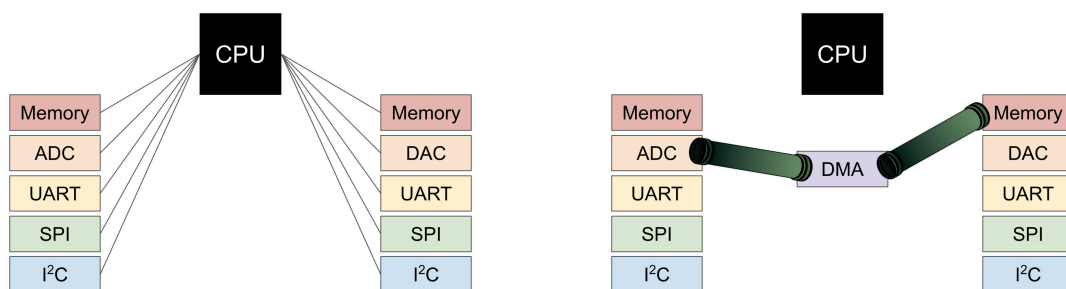 CPU
Memory
ADC
UART
SPI
I²C
Memory
DAC
UART
SPI
I²C
CPU
Memory
ADC
UART
SPI
I²C
DMA
Memory
DAC
UART
SPI
I²C